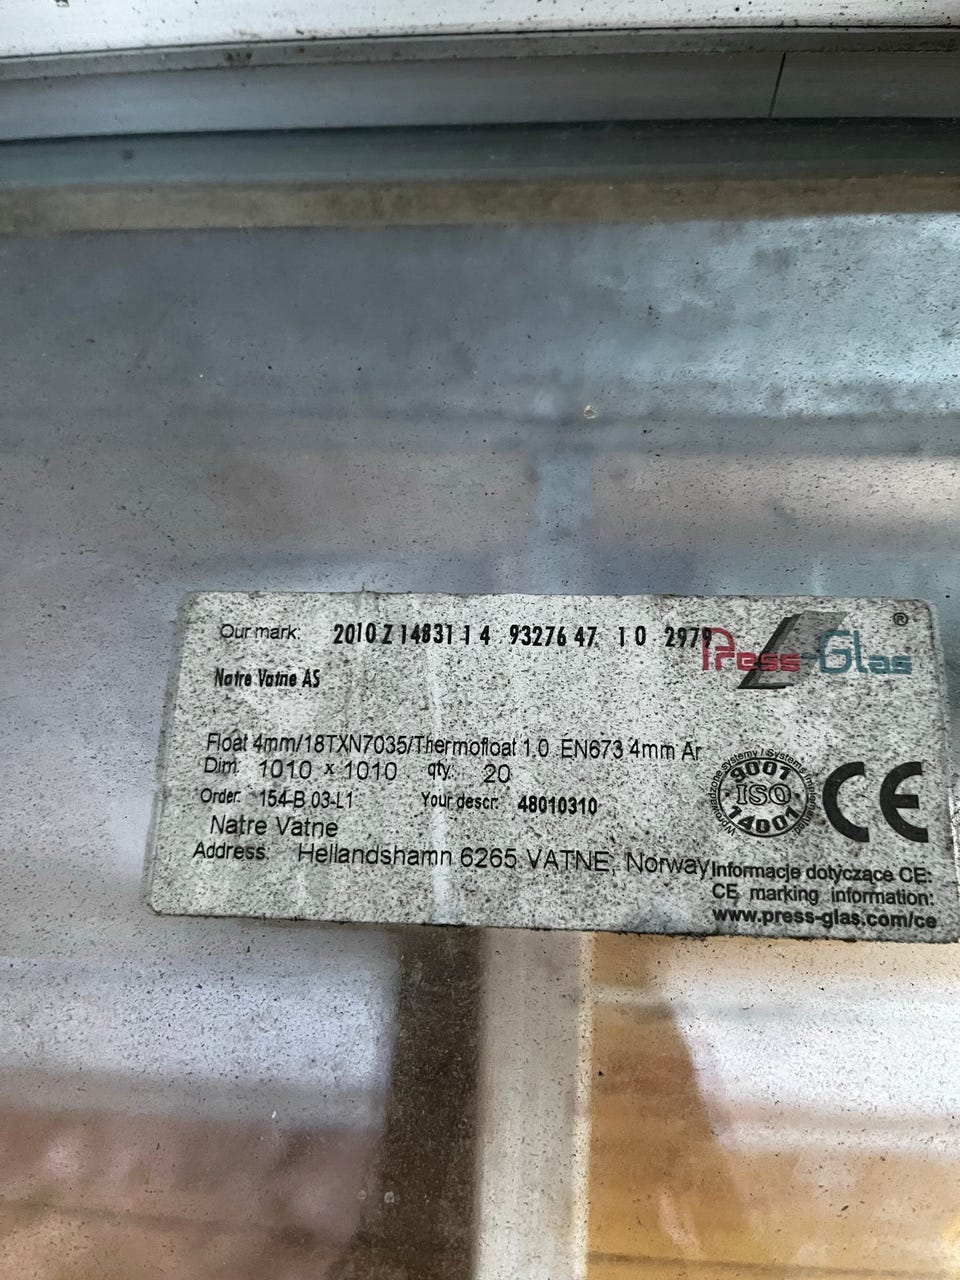 Our mark: 2010 Z 14831 1 4 93276 47 1 0 2979
Press-Glas ®
Natre Vatne AS
Float 4mm/18TXN7035/Thermofloat 1.0 EN673 4mm Ar
Dim: 1010 x 1010 qty: 20
Order: 154-B 03-L1 Your descr: 48010310
Natre Vatne
Address: Hellandshamn 6265 VATNE, Norway
9001
ISO
14001
CE
Informacje dotyczące CE:
CE marking information:
www.press-glas.com/ce